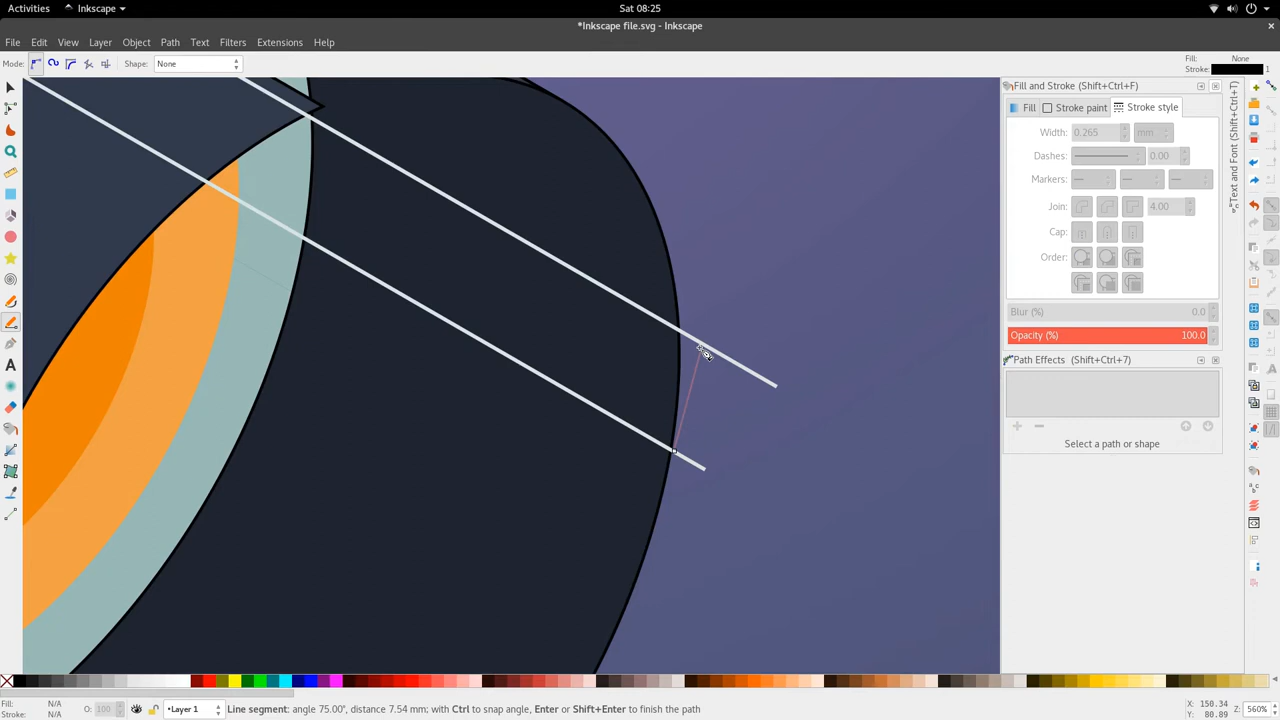 Activities Inkscape Sat 08:25
*Inkscape file.svg - Inkscape
File Edit View Layer Object Path Text Filters Extensions Help
Mode: Shape: None
Fill: None
Stroke: 1
Fill and Stroke (Shift+Ctrl+F)
Fill Stroke paint Stroke style
Width: 0.265 mm
Dashes: 0.00
Markers:
Join: 4.00
Cap:
Order:
Blur (%) 0.0
Opacity (%) 100.0
Path Effects (Shift+Ctrl+7)
Select a path or shape
Text and Font (Shift+Ctrl+T)
Fill: N/A
Stroke: N/A
O: 100
•Layer 1
Line segment: angle 75.00°, distance 7.54 mm; with Ctrl to snap angle, Enter or Shift+Enter to finish the path
X: 150.34
Y: 80.89
Z: 560%